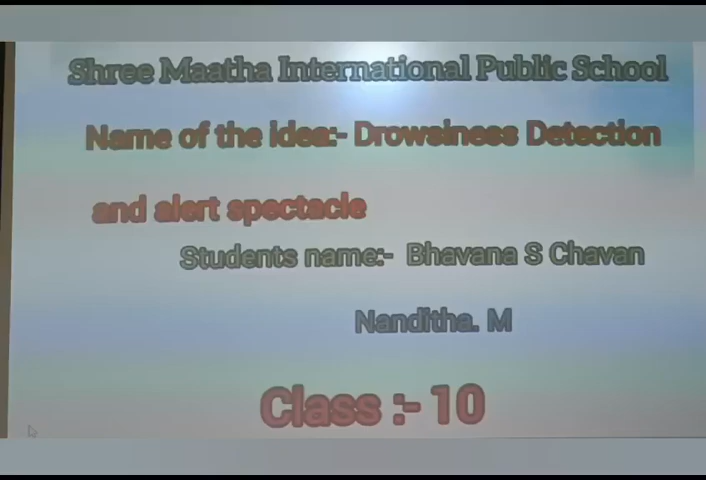 Shree Maatha International Public School
Name of the idea:- Drowsiness Detection
and alert spectacle
Students name:- Bhavana S Chavan
Nanditha. M
Class :- 10